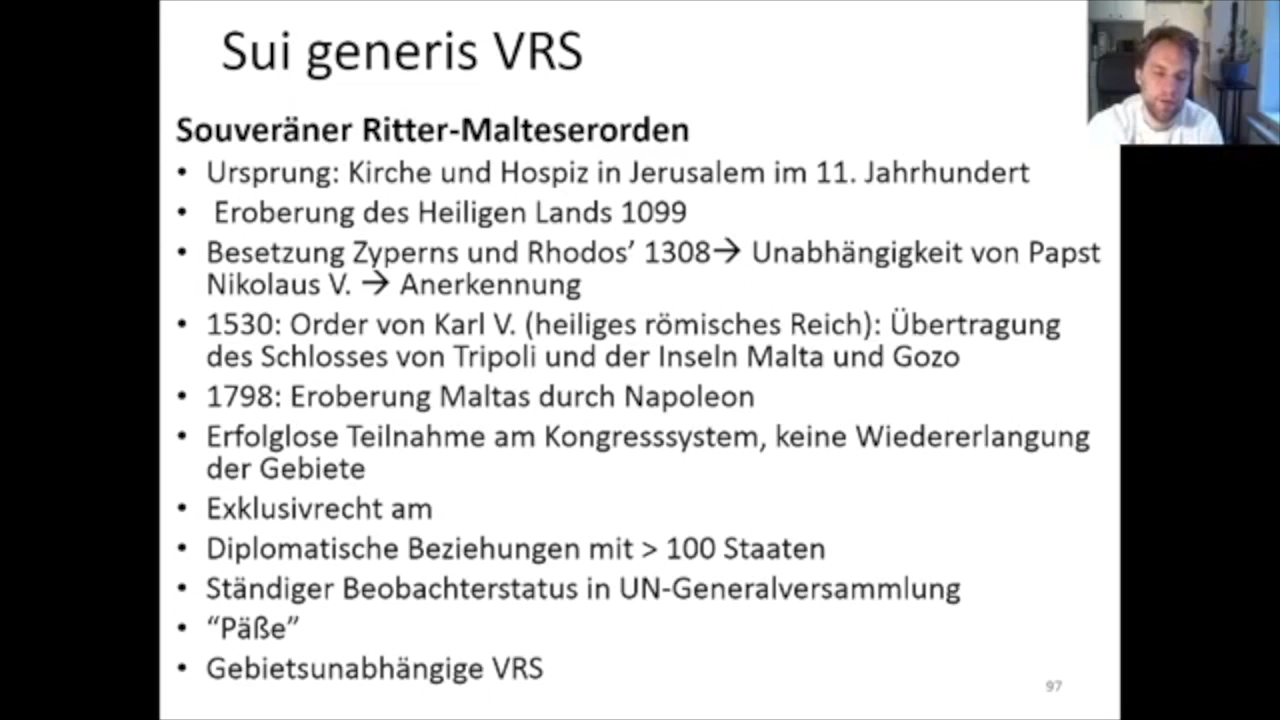 Sui generis VRS
Souveräner Ritter-Malteserorden
• Ursprung: Kirche und Hospiz in Jerusalem im 11. Jahrhundert
• Eroberung des Heiligen Lands 1099
• Besetzung Zyperns und Rhodos’ 1308→ Unabhängigkeit von Papst
Nikolaus V. → Anerkennung
• 1530: Order von Karl V. (heiliges römisches Reich): Übertragung
des Schlosses von Tripoli und der Inseln Malta und Gozo
• 1798: Eroberung Maltas durch Napoleon
• Erfolglose Teilnahme am Kongresssystem, keine Wiedererlangung
der Gebiete
• Exklusivrecht am
• Diplomatische Beziehungen mit > 100 Staaten
• Ständiger Beobachterstatus in UN-Generalversammlung
• “Päße”
• Gebietsunabhängige VRS
97